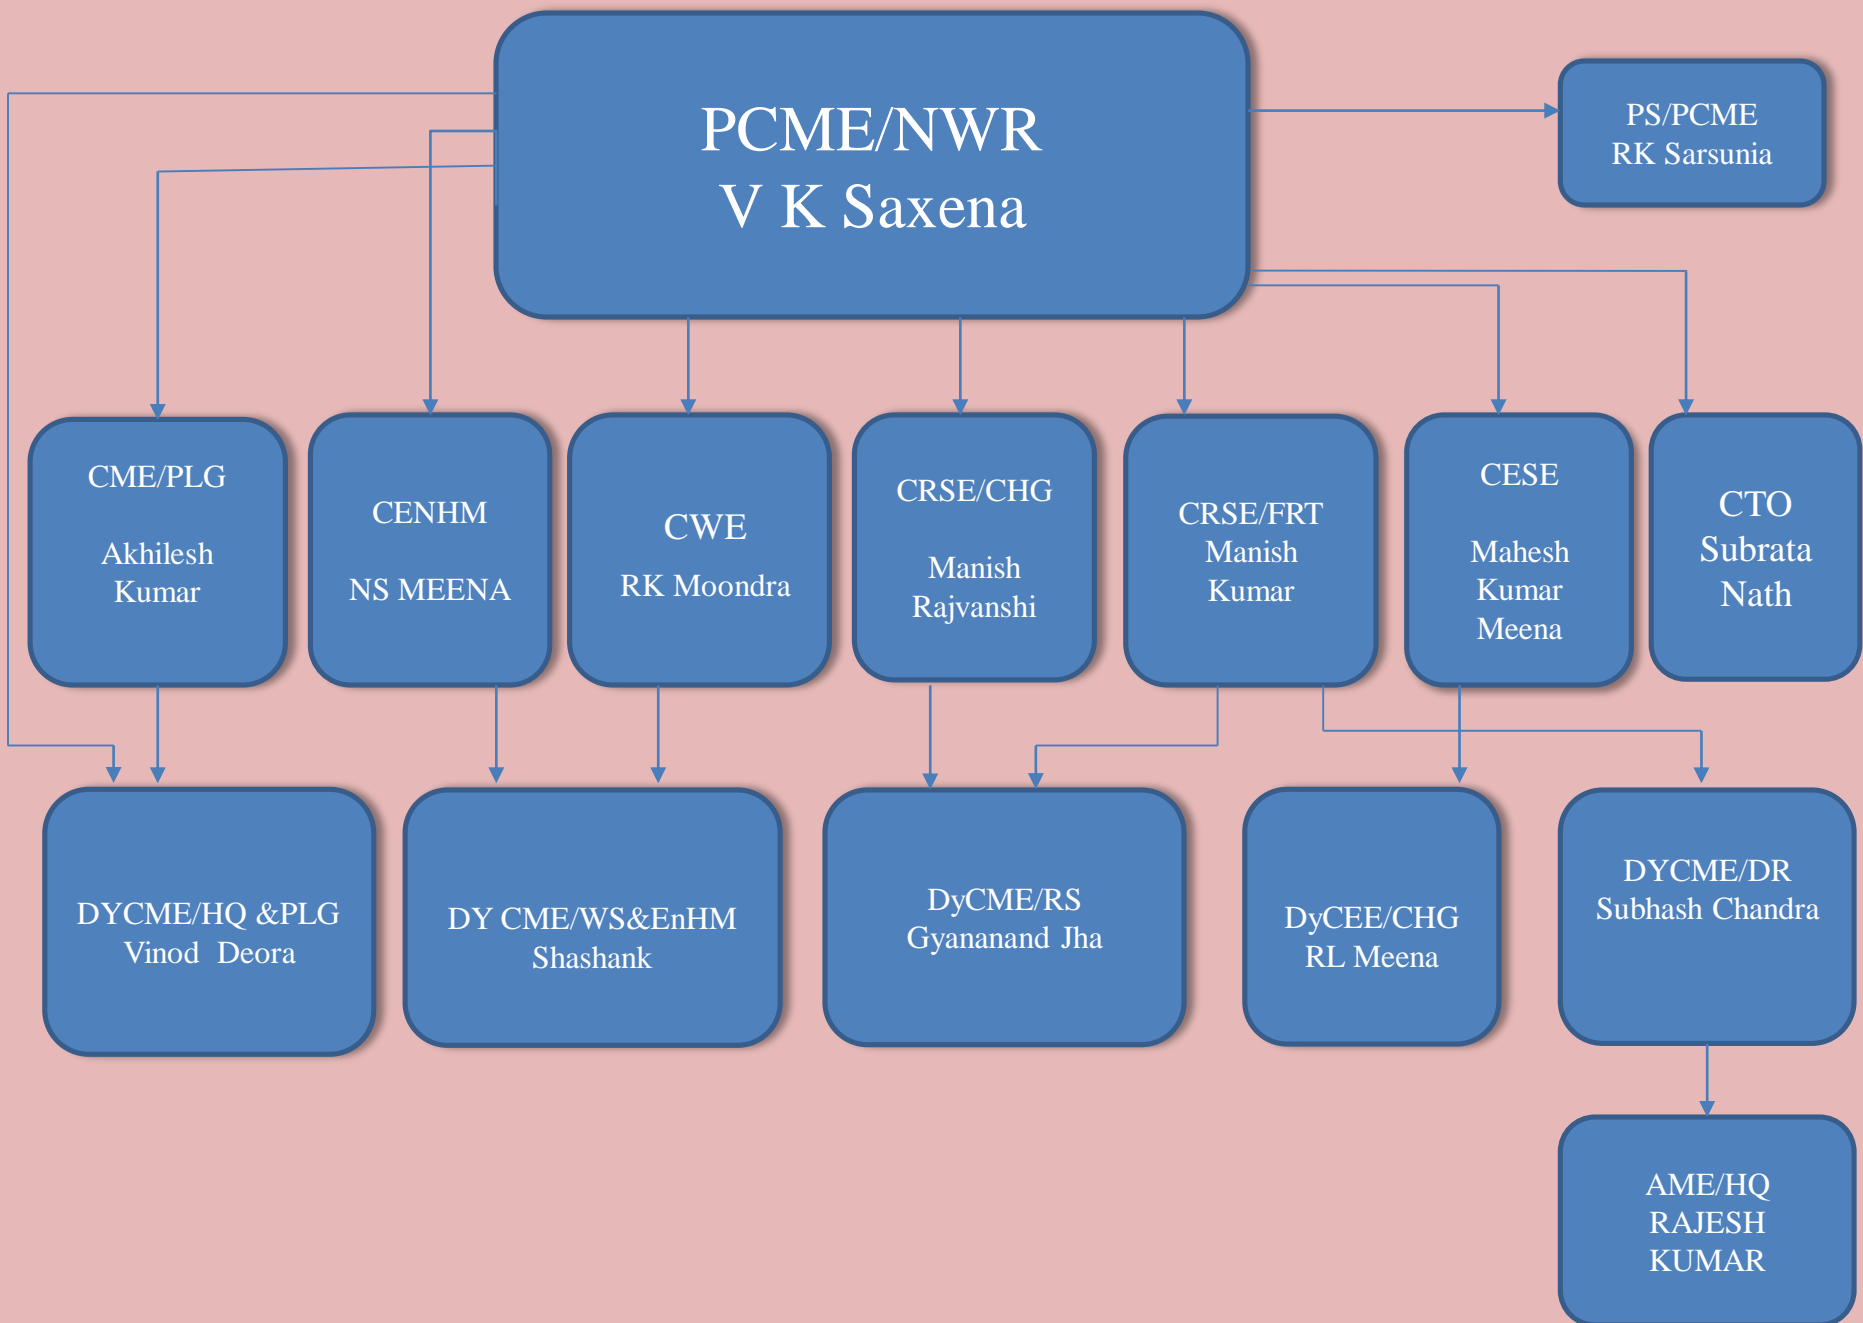 PCME/NWR
V K Saxena
PS/PCME
RK Sarsunia
CME/PLG
Akhilesh
Kumar
CENHM
NS MEENA
CWE
RK Moondra
CRSE/CHG
Manish
Rajvanshi
CRSE/FRT
Manish
Kumar
CESE
Mahesh
Kumar
Meena
CTO
Subrata
Nath
DYCME/HQ &PLG
Vinod Deora
DY CME/WS&EnHM
Shashank
DyCME/RS
Gyananand Jha
DyCEE/CHG
RL Meena
DYCME/DR
Subhash Chandra
AME/HQ
RAJESH
KUMAR